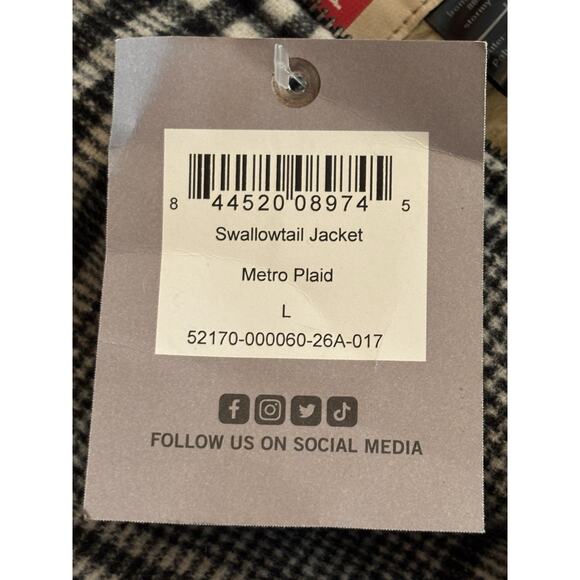 8 44520 08974 5
Swallowtail Jacket
Metro Plaid
L
52170-000060-26A-017
FOLLOW US ON SOCIAL MEDIA